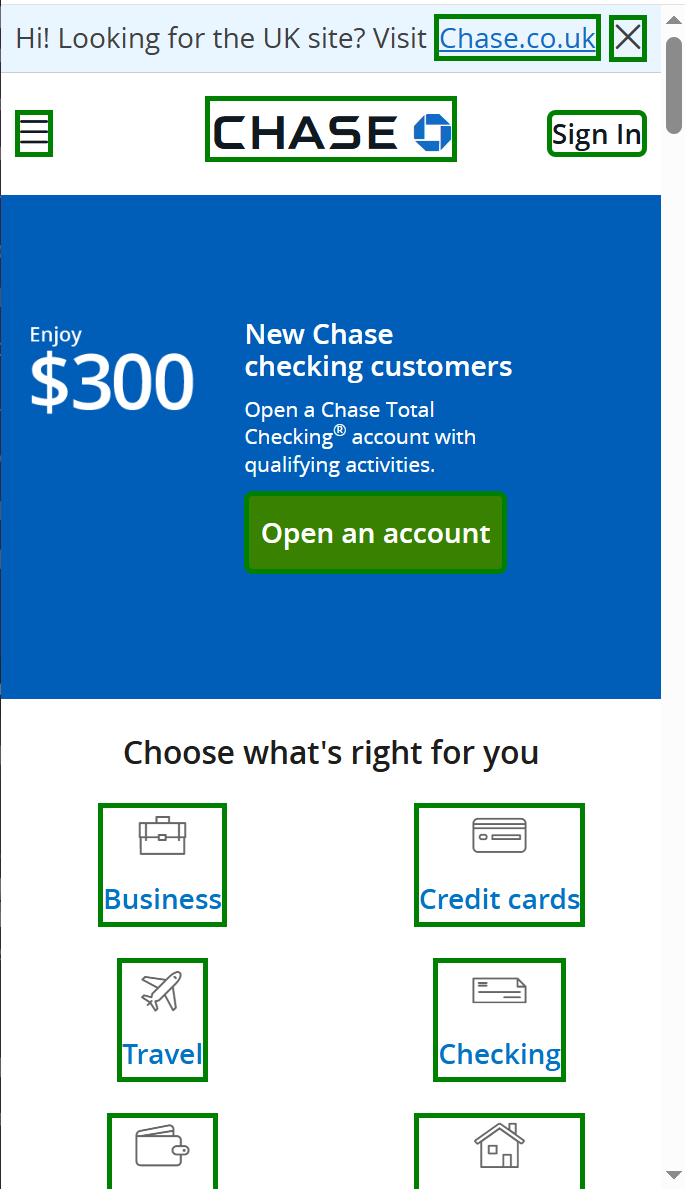 Hi! Looking for the UK site? Visit Chase.co.uk
CHASE
Sign In
Enjoy
$300
New Chase
checking customers
Open a Chase Total
Checking® account with
qualifying activities.
Open an account
Choose what's right for you
Business
Credit cards
Travel
Checking